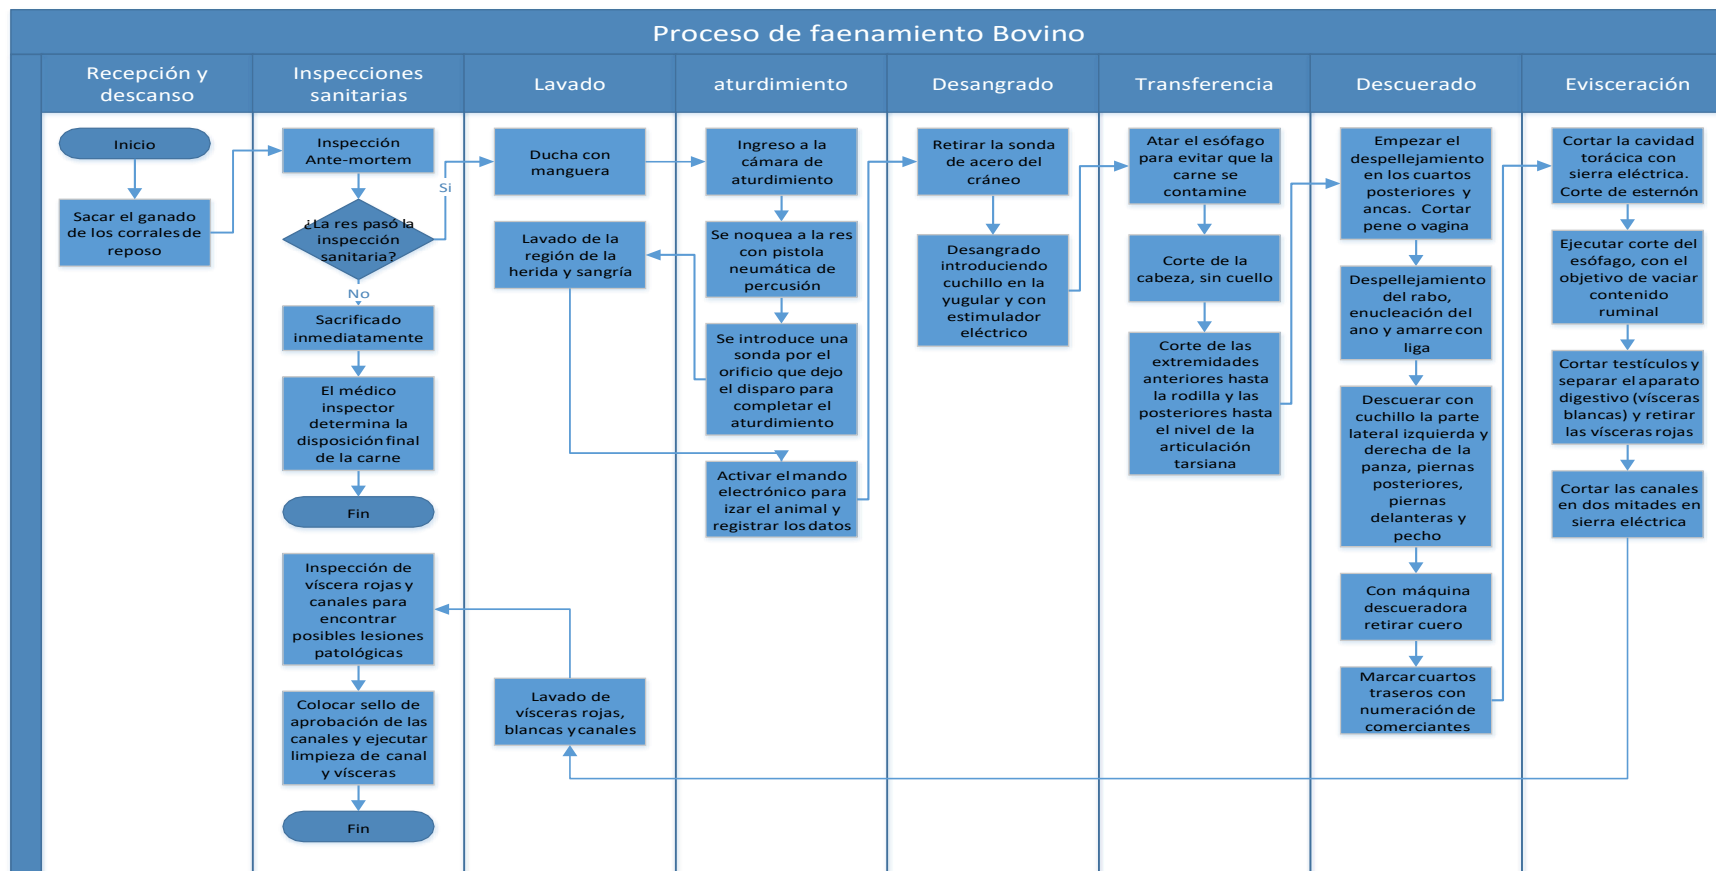 Proceso de faenamiento Bovino
Recepción y
descanso
Inspecciones
sanitarias
Lavado
aturdimiento
Desangrado
Transferencia
Descuerado
Evisceración
Inicio
Sacar el ganado
de los corrales de
reposo
Inspección
Ante-mortem
¿La res pasó la
inspección
sanitaria?
Si
No
Sacrificado
inmediatamente
El médico
inspector
determina la
disposición final
de la carne
Fin
Inspección de
víscera rojas y
canales para
encontrar
posibles lesiones
patológicas
Colocar sello de
aprobación de las
canales y ejecutar
limpieza de canal
y vísceras
Fin
Ducha con
manguera
Lavado de la
región de la
herida y sangría
Lavado de
vísceras rojas,
blancas y canales
Ingreso a la
cámara de
aturdimiento
Se noquea a la res
con pistola
neumática de
percusión
Se introduce una
sonda por el
orificio que dejo
el disparo para
completar el
aturdimiento
Activar el mando
electrónico para
izar el animal y
registrar los datos
Retirar la sonda
de acero del
cráneo
Desangrado
introduciendo
cuchillo en la
yugular y con
estimulador
eléctrico
Atar el esófago
para evitar que la
carne se
contamine
Corte de la
cabeza, sin cuello
Corte de las
extremidades
anteriores hasta
la rodilla y las
posteriores hasta
el nivel de la
articulación
tarsiana
Empezar el
despellejamiento
en los cuartos
posteriores y
ancas. Cortar
pene o vagina
Despellejamiento
del rabo,
enucleación del
ano y amarre con
liga
Descuerar con
cuchillo la parte
lateral izquierda y
derecha de la
panza, piernas
posteriores,
piernas
delanteras y
pecho
Con máquina
descueradora
retirar cuero
Marcar cuartos
traseros con
numeración de
comerciantes
Cortar la cavidad
torácica con
sierra eléctrica.
Corte de esternón
Ejecutar corte del
esófago, con el
objetivo de vaciar
contenido
ruminal
Cortar testículos y
separar el aparato
digestivo (vísceras
blancas) y retirar
las vísceras rojas
Cortar las canales
en dos mitades en
sierra eléctrica